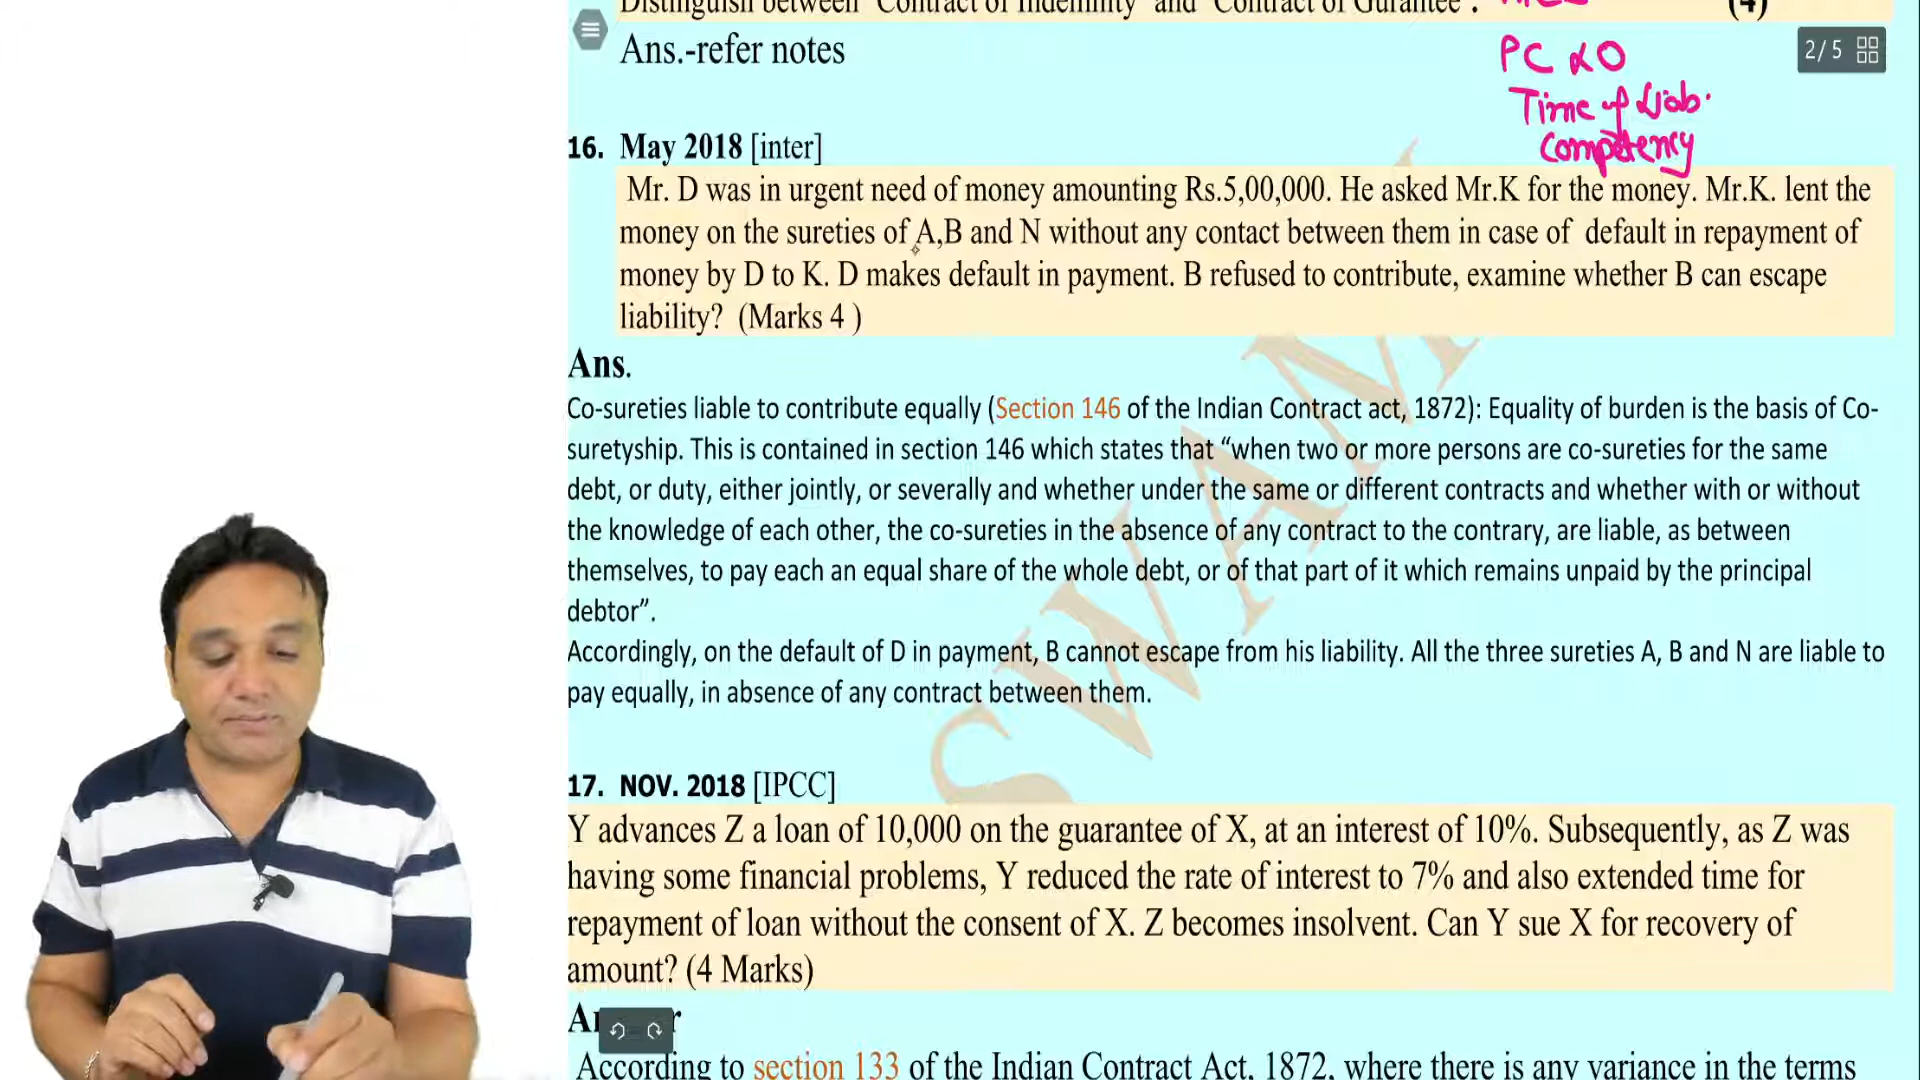 Distinguish between 'Contract of Indemnity' and 'Contract of Gurantee'. (4)
Ans.-refer notes
2/5
PC & O
Time of Liab.
Competency
16. May 2018 [inter]
Mr. D was in urgent need of money amounting Rs.5,00,000. He asked Mr.K for the money. Mr.K. lent the
money on the sureties of A,B and N without any contact between them in case of default in repayment of
money by D to K. D makes default in payment. B refused to contribute, examine whether B can escape
liability? (Marks 4 )
Ans.
Co-sureties liable to contribute equally (Section 146 of the Indian Contract act, 1872): Equality of burden is the basis of Co-
suretyship. This is contained in section 146 which states that “when two or more persons are co-sureties for the same
debt, or duty, either jointly, or severally and whether under the same or different contracts and whether with or without
the knowledge of each other, the co-sureties in the absence of any contract to the contrary, are liable, as between
themselves, to pay each an equal share of the whole debt, or of that part of it which remains unpaid by the principal
debtor”.
Accordingly, on the default of D in payment, B cannot escape from his liability. All the three sureties A, B and N are liable to
pay equally, in absence of any contract between them.
SWAM
17. NOV. 2018 [IPCC]
Y advances Z a loan of 10,000 on the guarantee of X, at an interest of 10%. Subsequently, as Z was
having some financial problems, Y reduced the rate of interest to 7% and also extended time for
repayment of loan without the consent of X. Z becomes insolvent. Can Y sue X for recovery of
amount? (4 Marks)
According to section 133 of the Indian Contract Act, 1872, where there is any variance in the terms